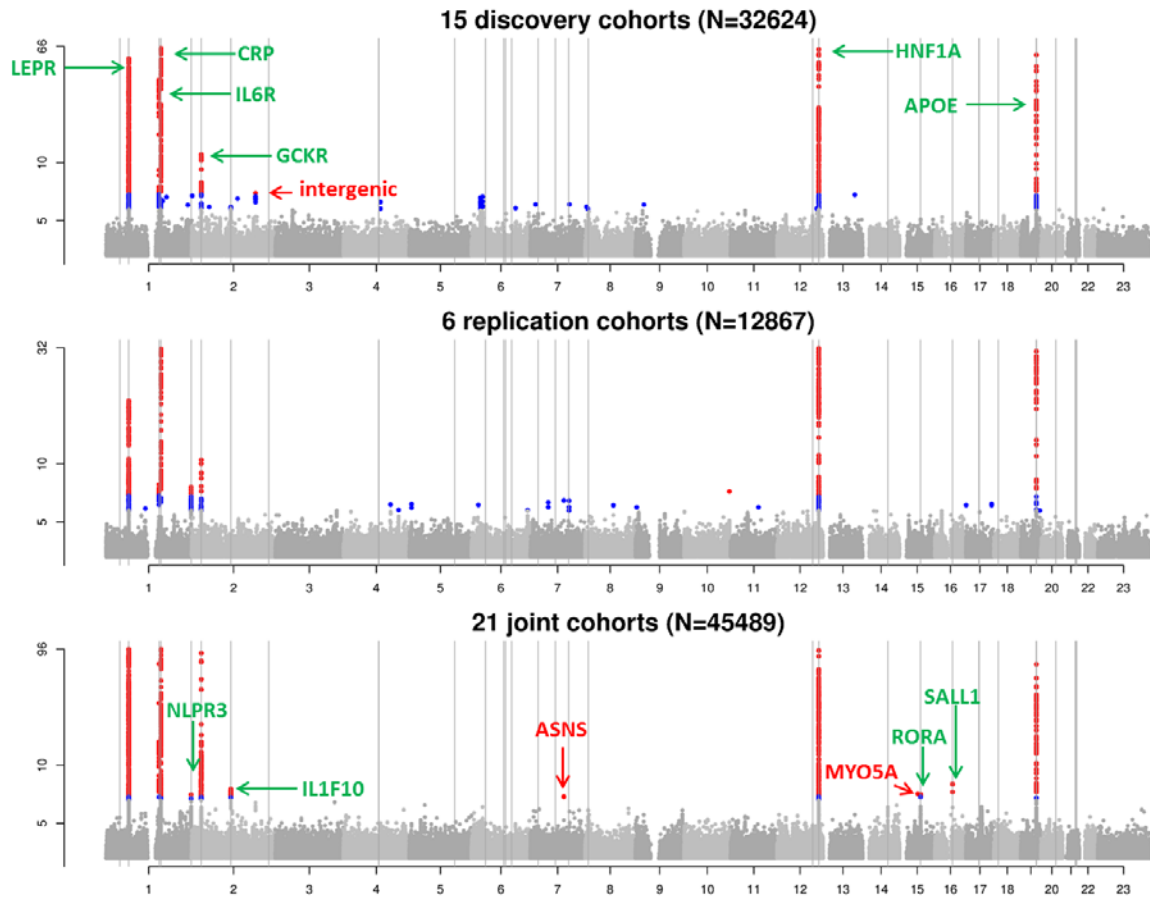 15 discovery cohorts (N=32624)
66
10
5
LEPR
CRP
IL6R
GCKR
intergenic
HNF1A
APOE
1 2 3 4 5 6 7 8 9 10 11 12 13 14 15 16 17 18 20 22 23
6 replication cohorts (N=12867)
32
10
5
1 2 3 4 5 6 7 8 9 10 11 12 13 14 15 16 17 18 20 22 23
21 joint cohorts (N=45489)
96
10
5
NLPR3
IL1F10
ASNS
MYO5A
RORA
SALL1
1 2 3 4 5 6 7 8 9 10 11 12 13 14 15 16 17 18 20 22 23